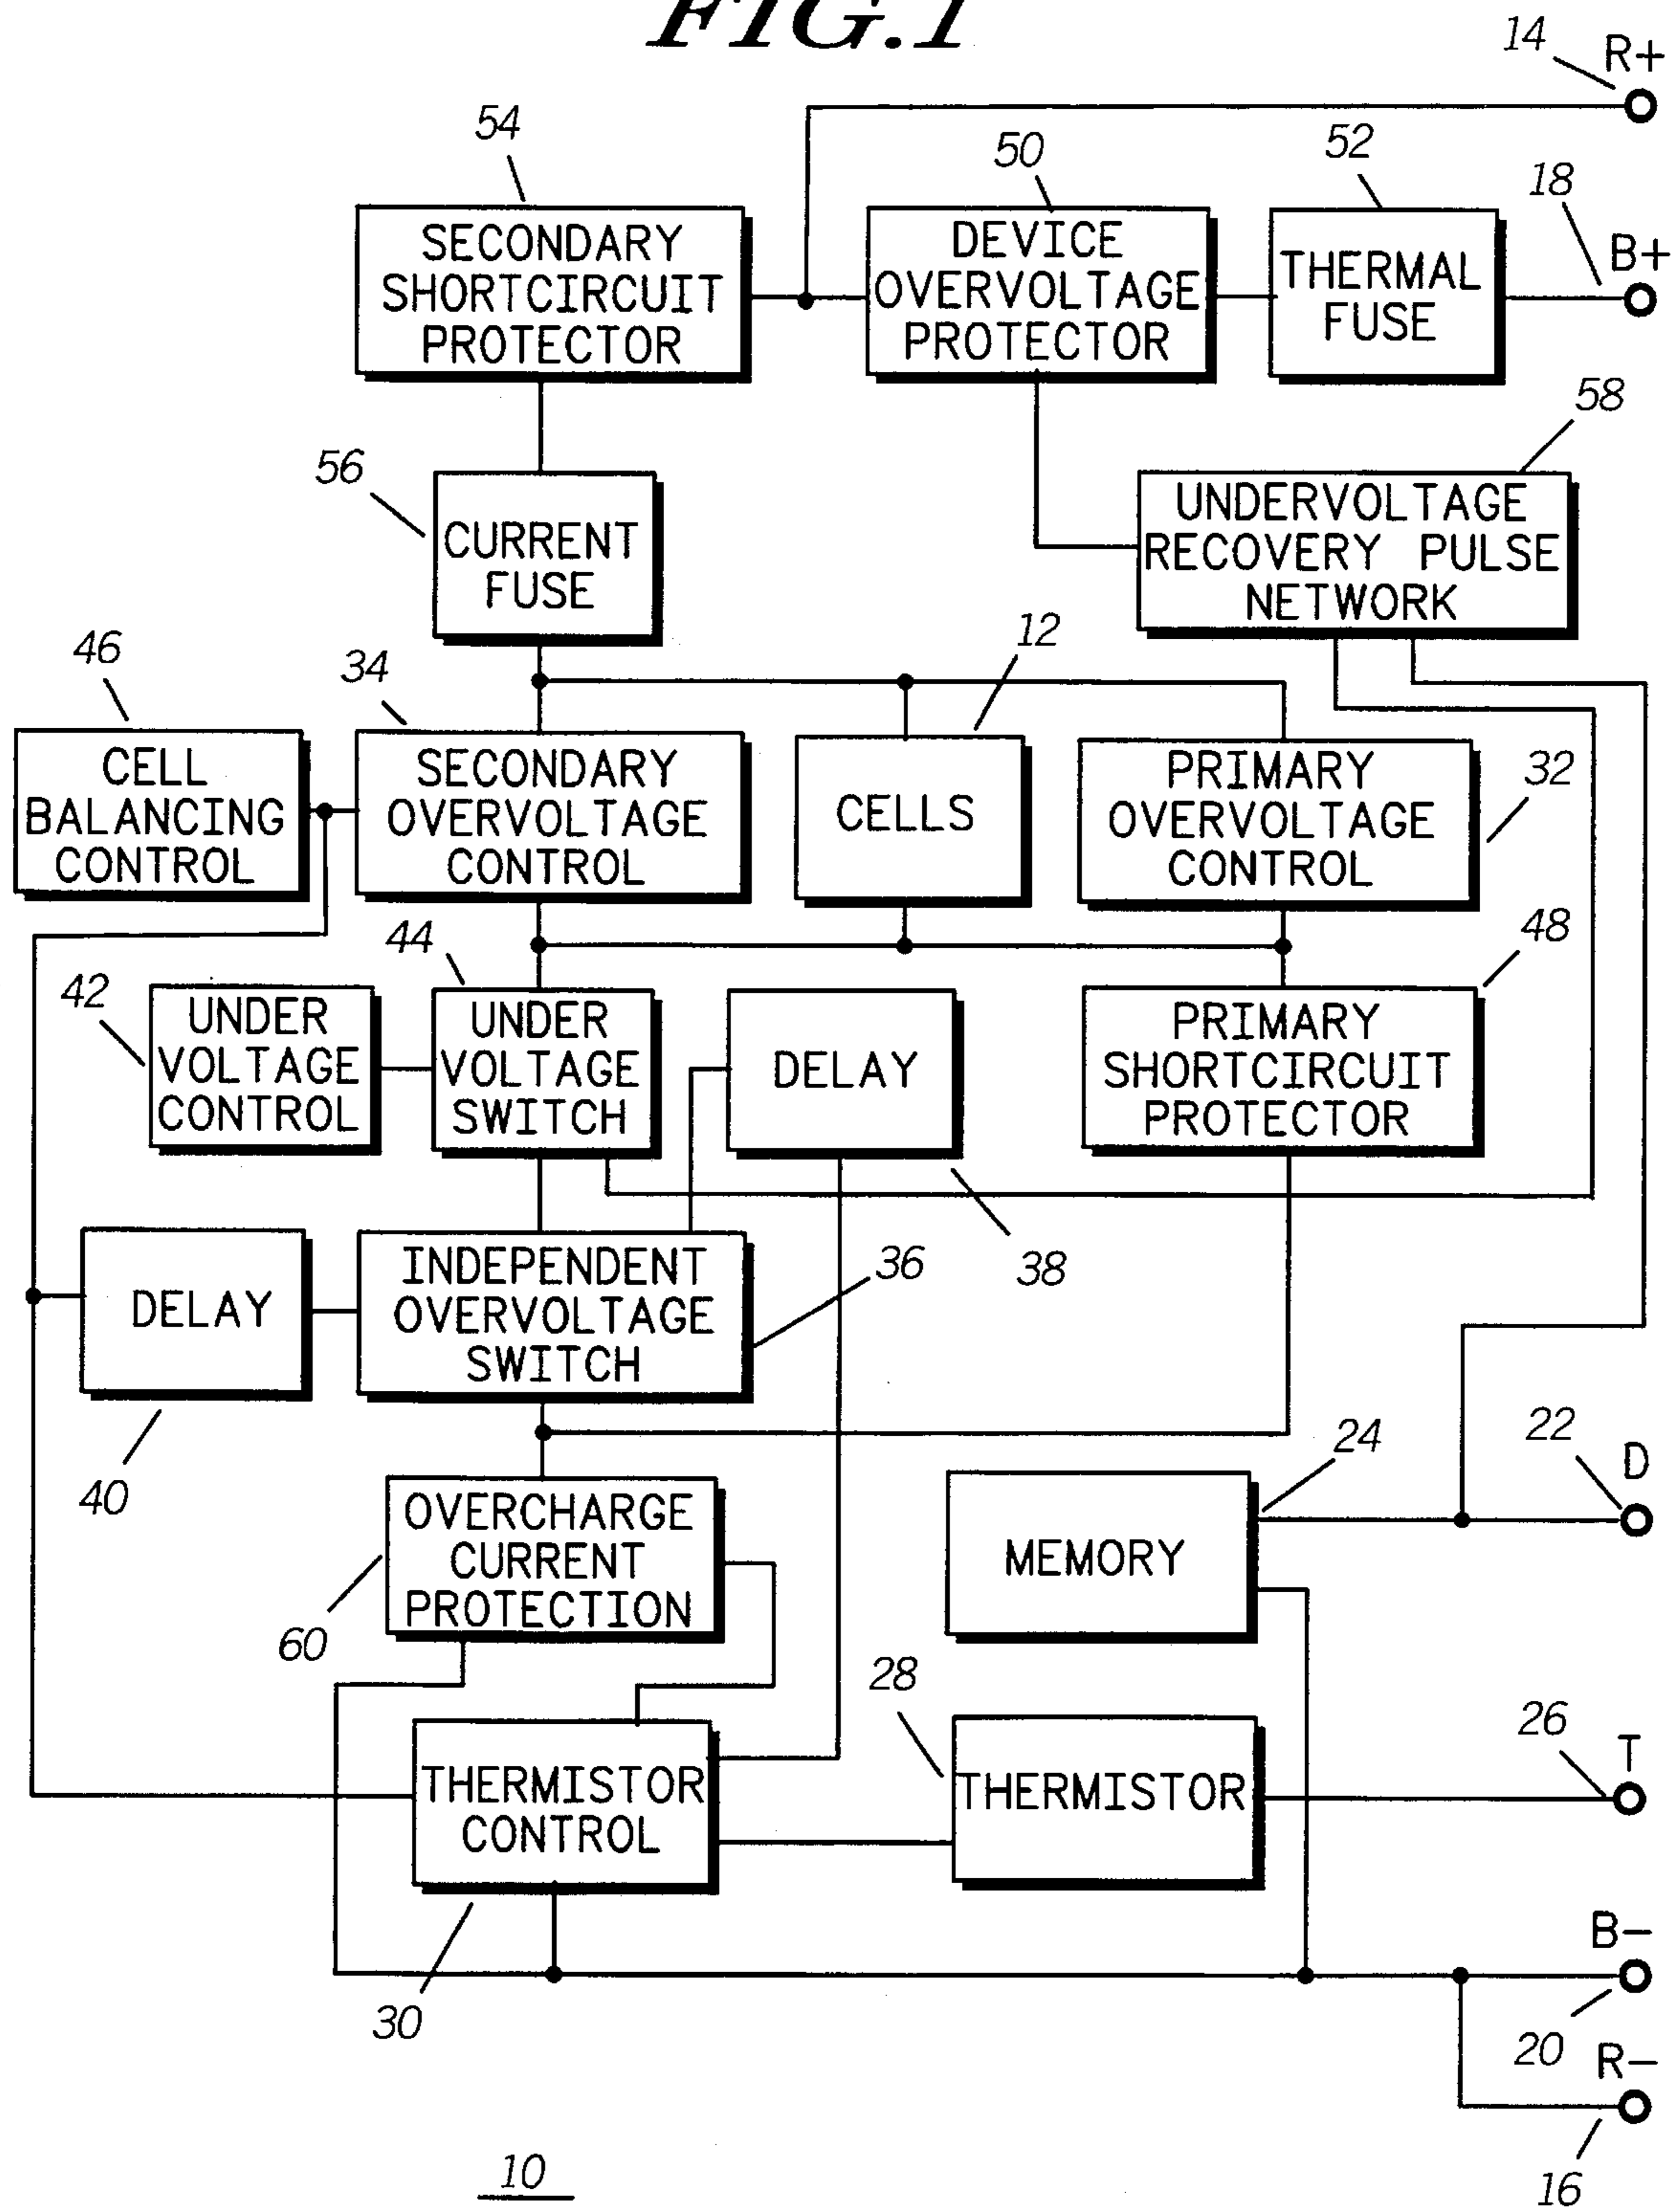 FIG.1
14
R+
54
50
52
18
B+
SECONDARY
SHORTCIRCUIT
PROTECTOR
DEVICE
OVERVOLTAGE
PROTECTOR
THERMAL
FUSE
58
56
CURRENT
FUSE
UNDERVOLTAGE
RECOVERY PULSE
NETWORK
46
34
12
CELL
BALANCING
CONTROL
SECONDARY
OVERVOLTAGE
CONTROL
CELLS
PRIMARY
OVERVOLTAGE
CONTROL
32
44
48
42
UNDER
VOLTAGE
CONTROL
UNDER
VOLTAGE
SWITCH
DELAY
PRIMARY
SHORTCIRCUIT
PROTECTOR
DELAY
INDEPENDENT
OVERVOLTAGE
SWITCH
36
38
40
24
22
D
OVERCHARGE
CURRENT
PROTECTION
MEMORY
60
28
26
T
THERMISTOR
CONTROL
THERMISTOR
30
B-
20
R-
16
10